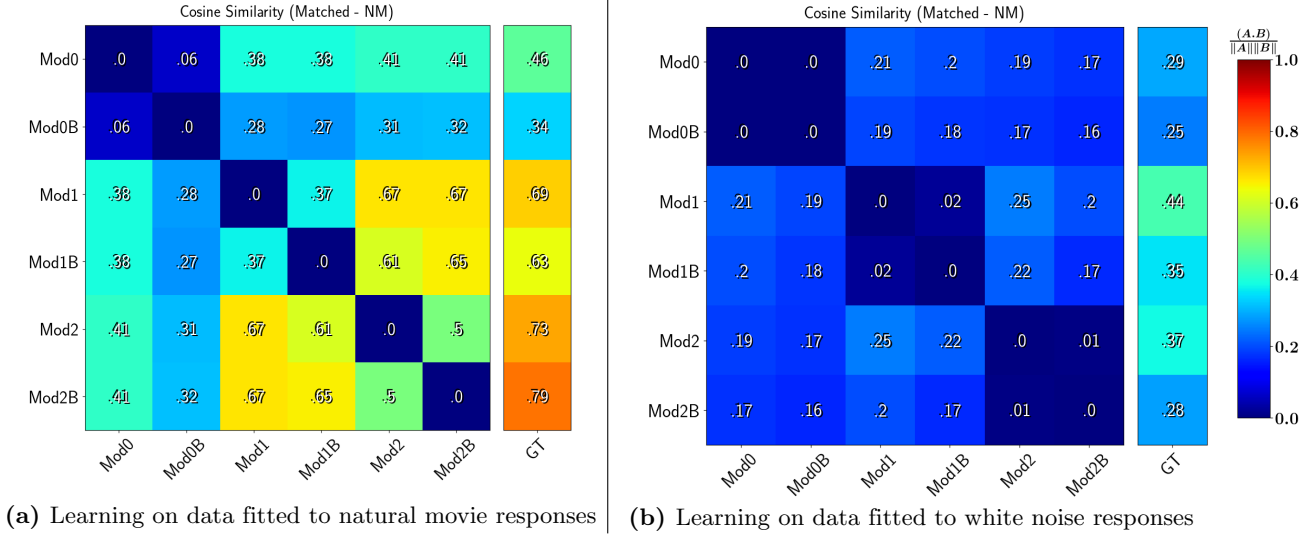 Cosine Similarity (Matched - NM)
Mod0 .0 .06 .38 .38 .41 .41 .46
Mod0B .06 .0 .28 .27 .31 .32 .34
Mod1 .38 .28 .0 .37 .67 .67 .69
Mod1B .38 .27 .37 .0 .61 .65 .63
Mod2 .41 .31 .67 .61 .0 .5 .73
Mod2B .41 .32 .67 .65 .5 .0 .79
Mod0 Mod0B Mod1 Mod1B Mod2 Mod2B GT
(a) Learning on data fitted to natural movie responses
Cosine Similarity (Matched - NM)
Mod0 .0 .0 .21 .2 .19 .17 .29
Mod0B .0 .0 .19 .18 .17 .16 .25
Mod1 .21 .19 .0 .02 .25 .2 .44
Mod1B .2 .18 .02 .0 .22 .17 .35
Mod2 .19 .17 .25 .22 .0 .01 .37
Mod2B .17 .16 .2 .17 .01 .0 .28
Mod0 Mod0B Mod1 Mod1B Mod2 Mod2B GT
(A.B)
‖A‖‖B‖
1.0
0.8
0.6
0.4
0.2
0.0
(b) Learning on data fitted to white noise responses